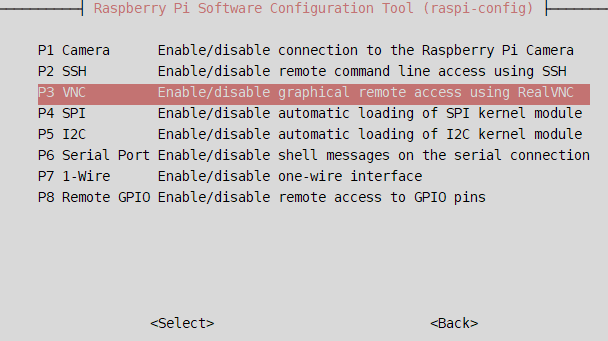 Raspberry Pi Software Configuration Tool (raspi-config)
P1 Camera Enable/disable connection to the Raspberry Pi Camera
P2 SSH Enable/disable remote command line access using SSH
P3 VNC Enable/disable graphical remote access using RealVNC
P4 SPI Enable/disable automatic loading of SPI kernel module
P5 I2C Enable/disable automatic loading of I2C kernel module
P6 Serial Port Enable/disable shell messages on the serial connection
P7 1-Wire Enable/disable one-wire interface
P8 Remote GPIO Enable/disable remote access to GPIO pins
<Select> <Back>